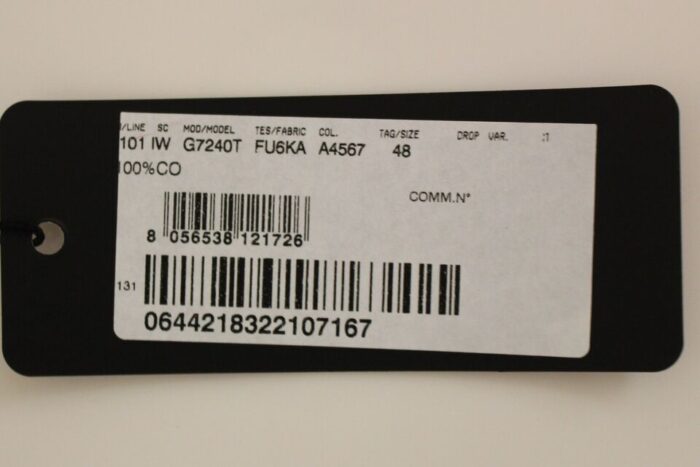 /LINE SC MOD/MODEL TES/FABRIC COL. TAG/SIZE DROP VAR.
101 IW G7240T FU6KA A4567 48
100%CO
COMM.N°
8 056538 121726
131
0644218322107167